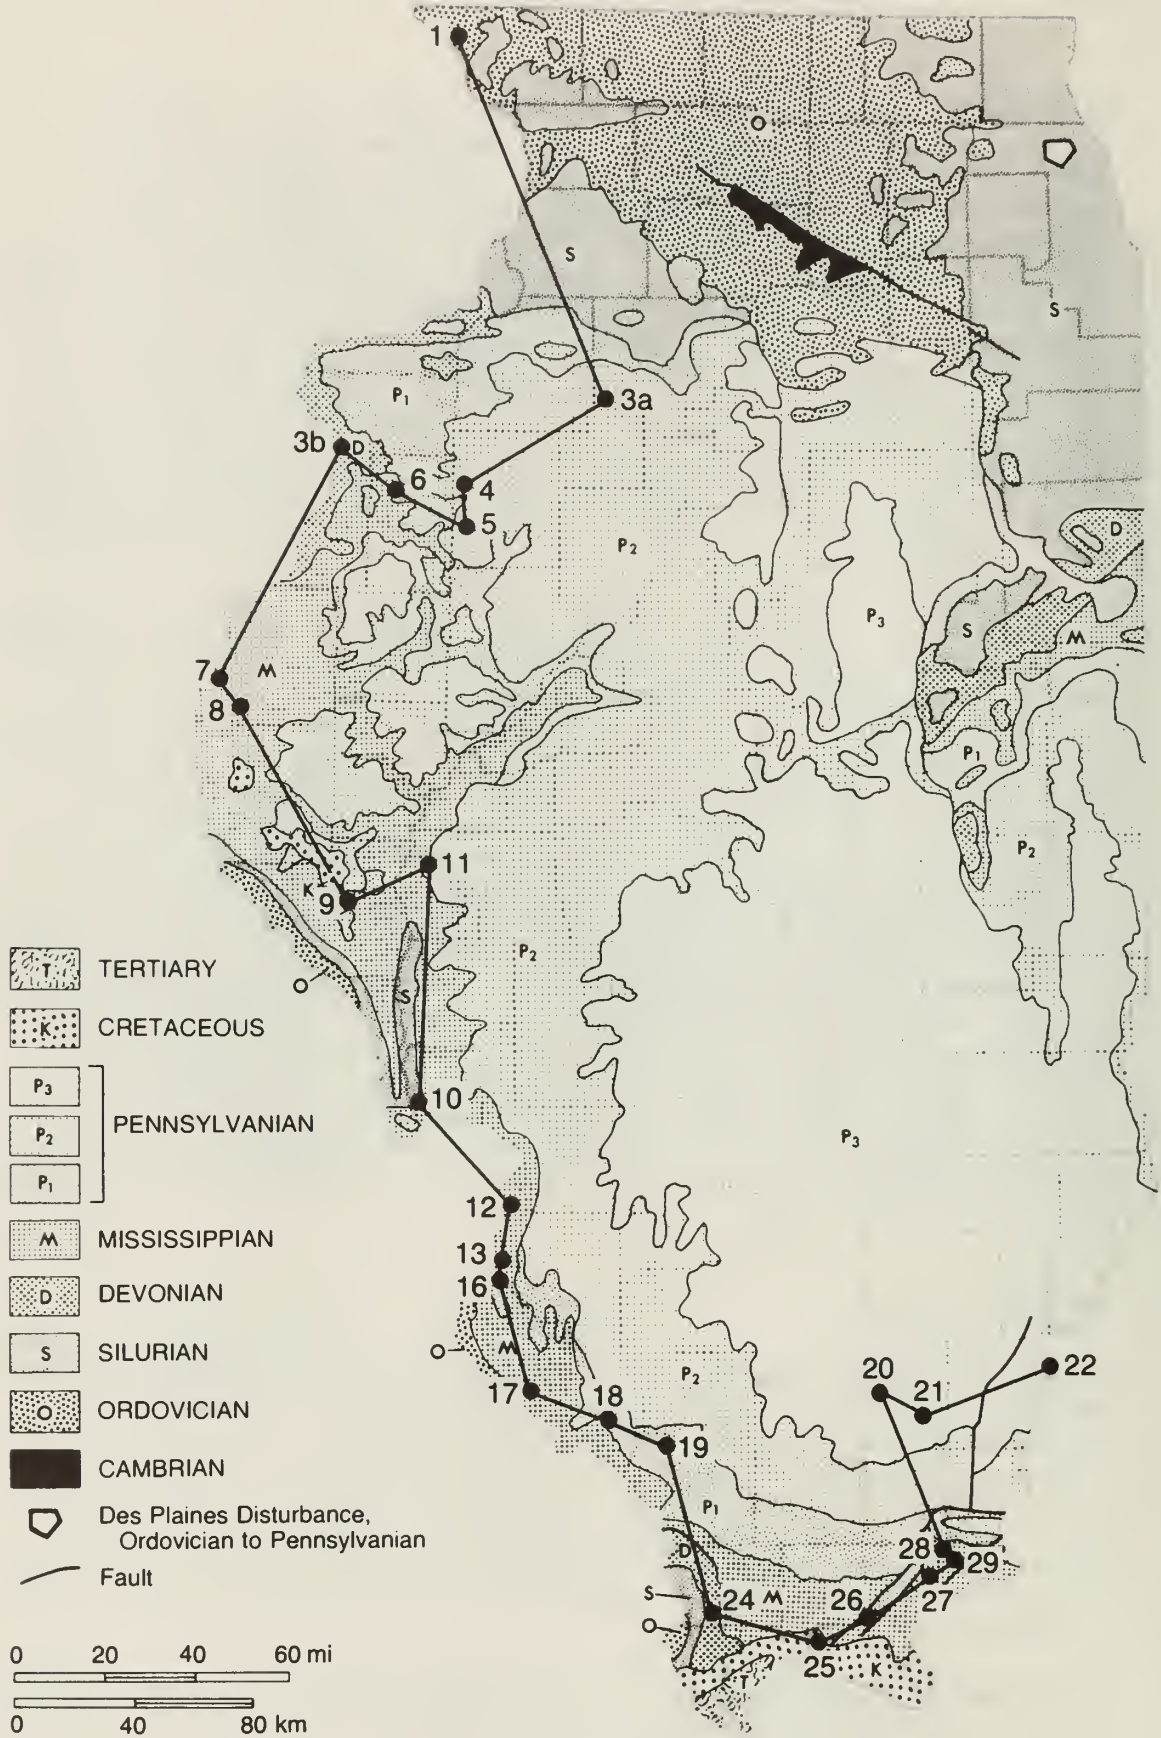 1
O
S
S
P₁
3a
3b
D
6
4
5
P₂
D
P₃
S
M
7
M
8
P₁
P₂
11
K
9
P₂
S
O
10
P₃
12
13
16
O
M
17
18
P₂
19
20
21
22
P₁
D
28
29
27
S
24
M
26
O
25
K
T
T TERTIARY
K CRETACEOUS
P₃
P₂ PENNSYLVANIAN
P₁
M MISSISSIPPIAN
D DEVONIAN
S SILURIAN
O ORDOVICIAN
CAMBRIAN
Des Plaines Disturbance,
Ordovician to Pennsylvanian
Fault
0 20 40 60 mi
0 40 80 km